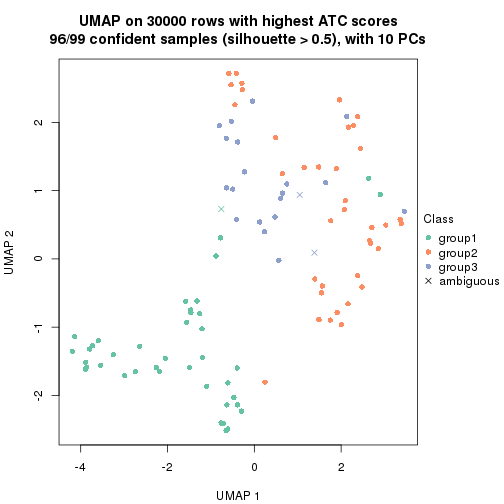 UMAP on 30000 rows with highest ATC scores
96/99 confident samples (silhouette > 0.5), with 10 PCs
UMAP 2
2
1
0
-1
-2
-4
-2
0
2
UMAP 1
Class
group1
group2
group3
ambiguous